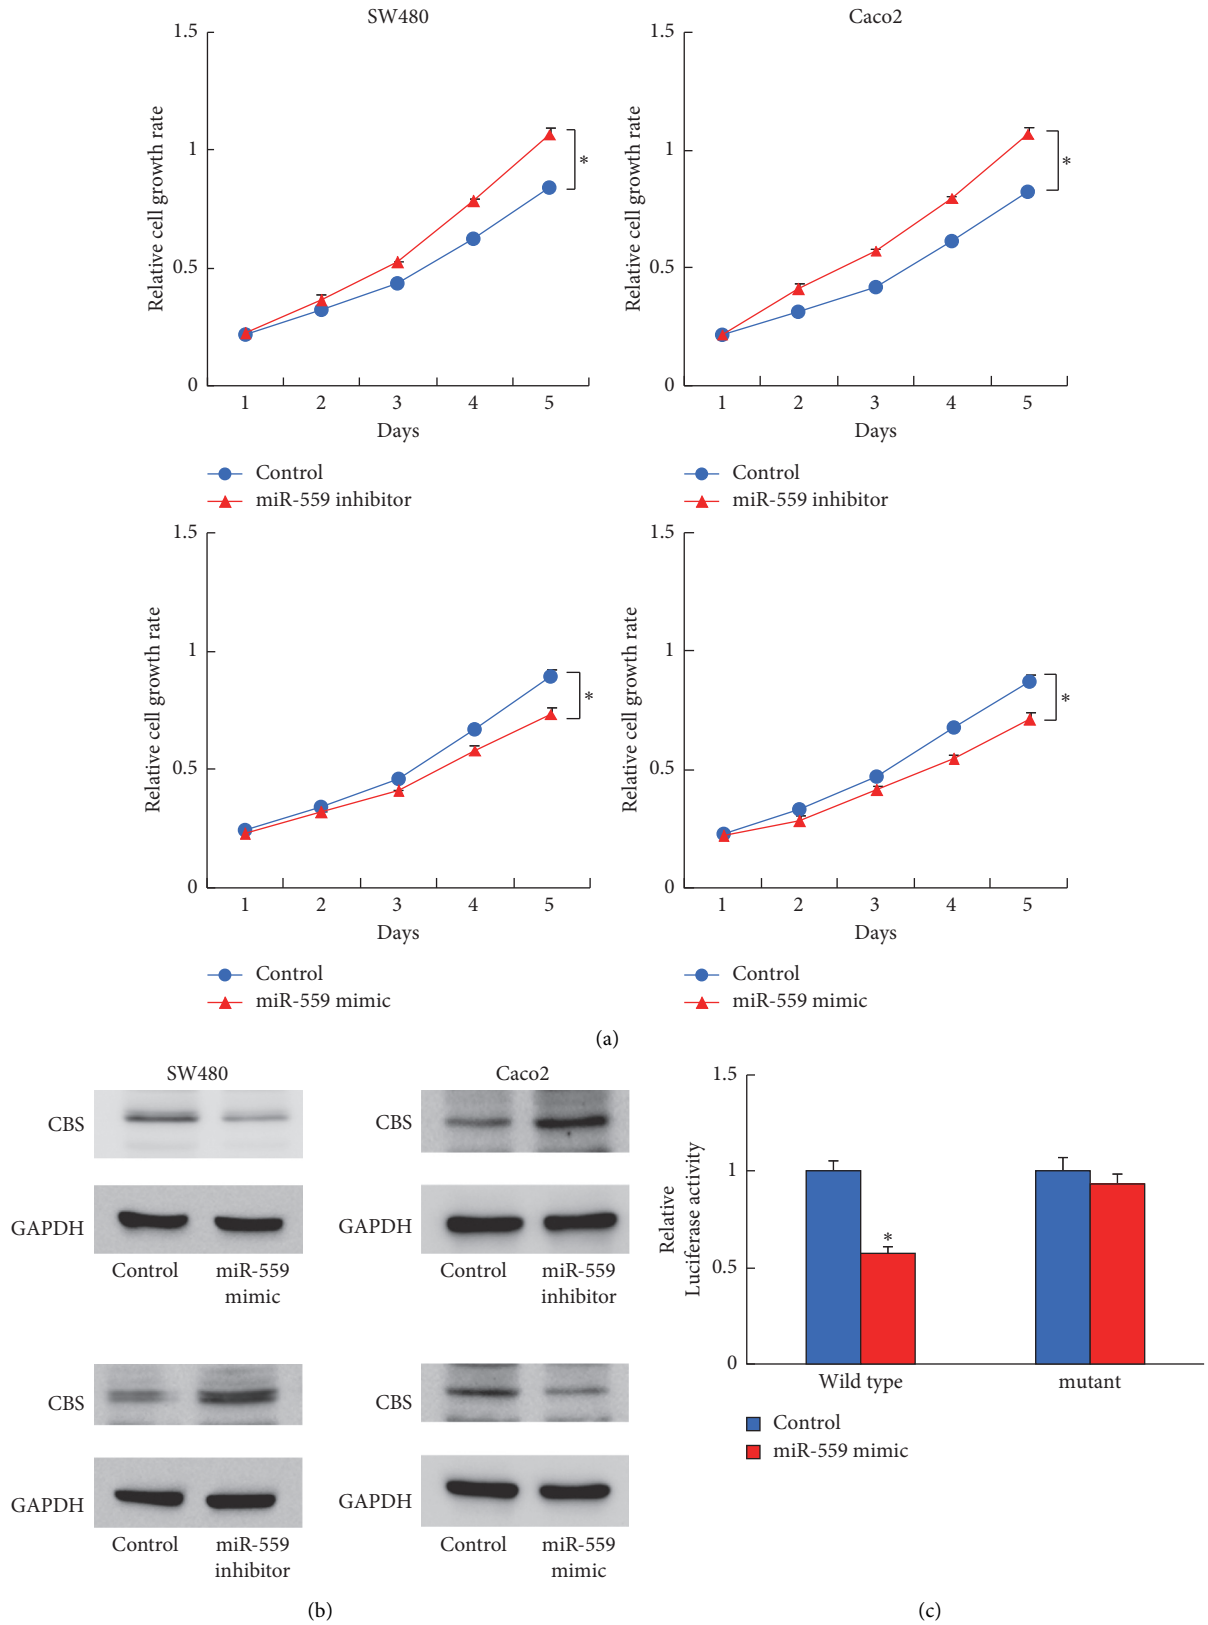 SW480
1.5
1
0.5
0
Relative cell growth rate
*
1 2 3 4 5
Days
Control
miR-559 inhibitor
Caco2
1.5
1
0.5
0
Relative cell growth rate
*
1 2 3 4 5
Days
Control
miR-559 inhibitor
1.5
1
0.5
0
Relative cell growth rate
*
1 2 3 4 5
Days
Control
miR-559 mimic
1.5
1
0.5
0
Relative cell growth rate
*
1 2 3 4 5
Days
Control
miR-559 mimic
(a)
SW480
CBS
GAPDH
Control miR-559
mimic
Caco2
CBS
GAPDH
Control miR-559
inhibitor
CBS
GAPDH
Control miR-559
inhibitor
CBS
GAPDH
Control miR-559
mimic
(b)
1.5
1
0.5
0
Relative
Luciferase activity
*
Wild type mutant
Control
miR-559 mimic
(c)